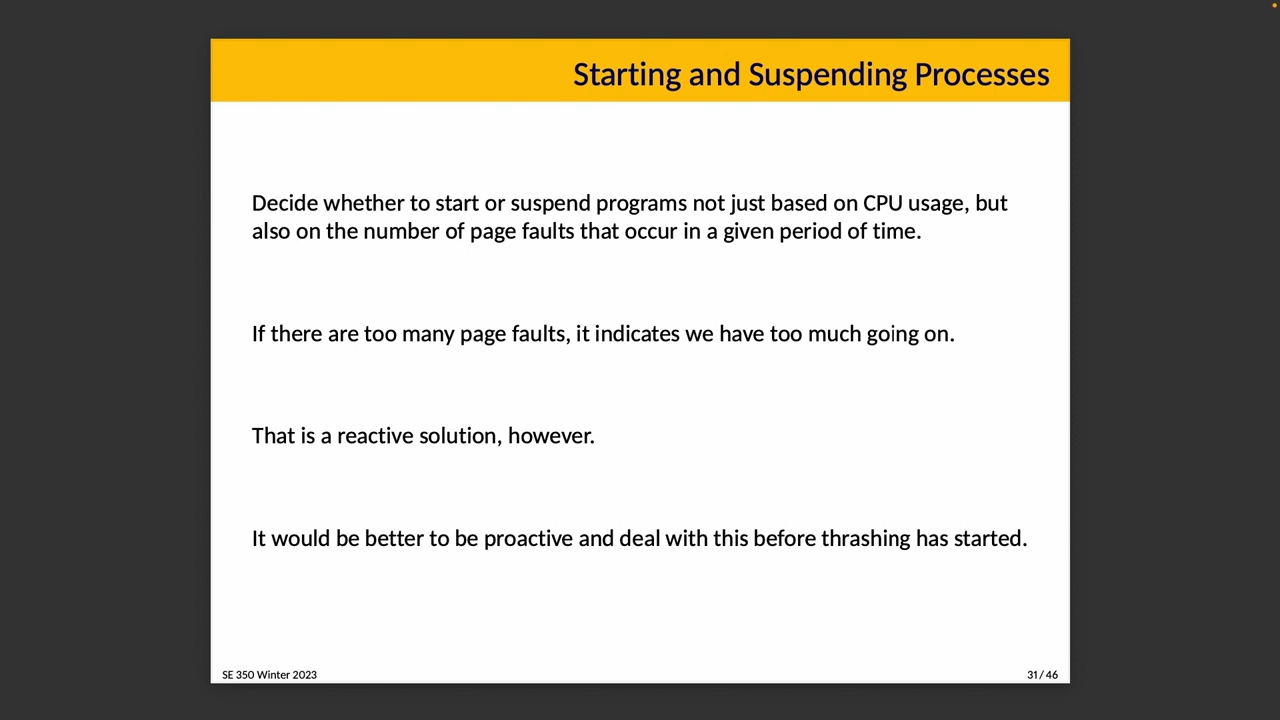 Starting and Suspending Processes
Decide whether to start or suspend programs not just based on CPU usage, but
also on the number of page faults that occur in a given period of time.
If there are too many page faults, it indicates we have too much going on.
That is a reactive solution, however.
It would be better to be proactive and deal with this before thrashing has started.
SE 350 Winter 2023
31 / 46